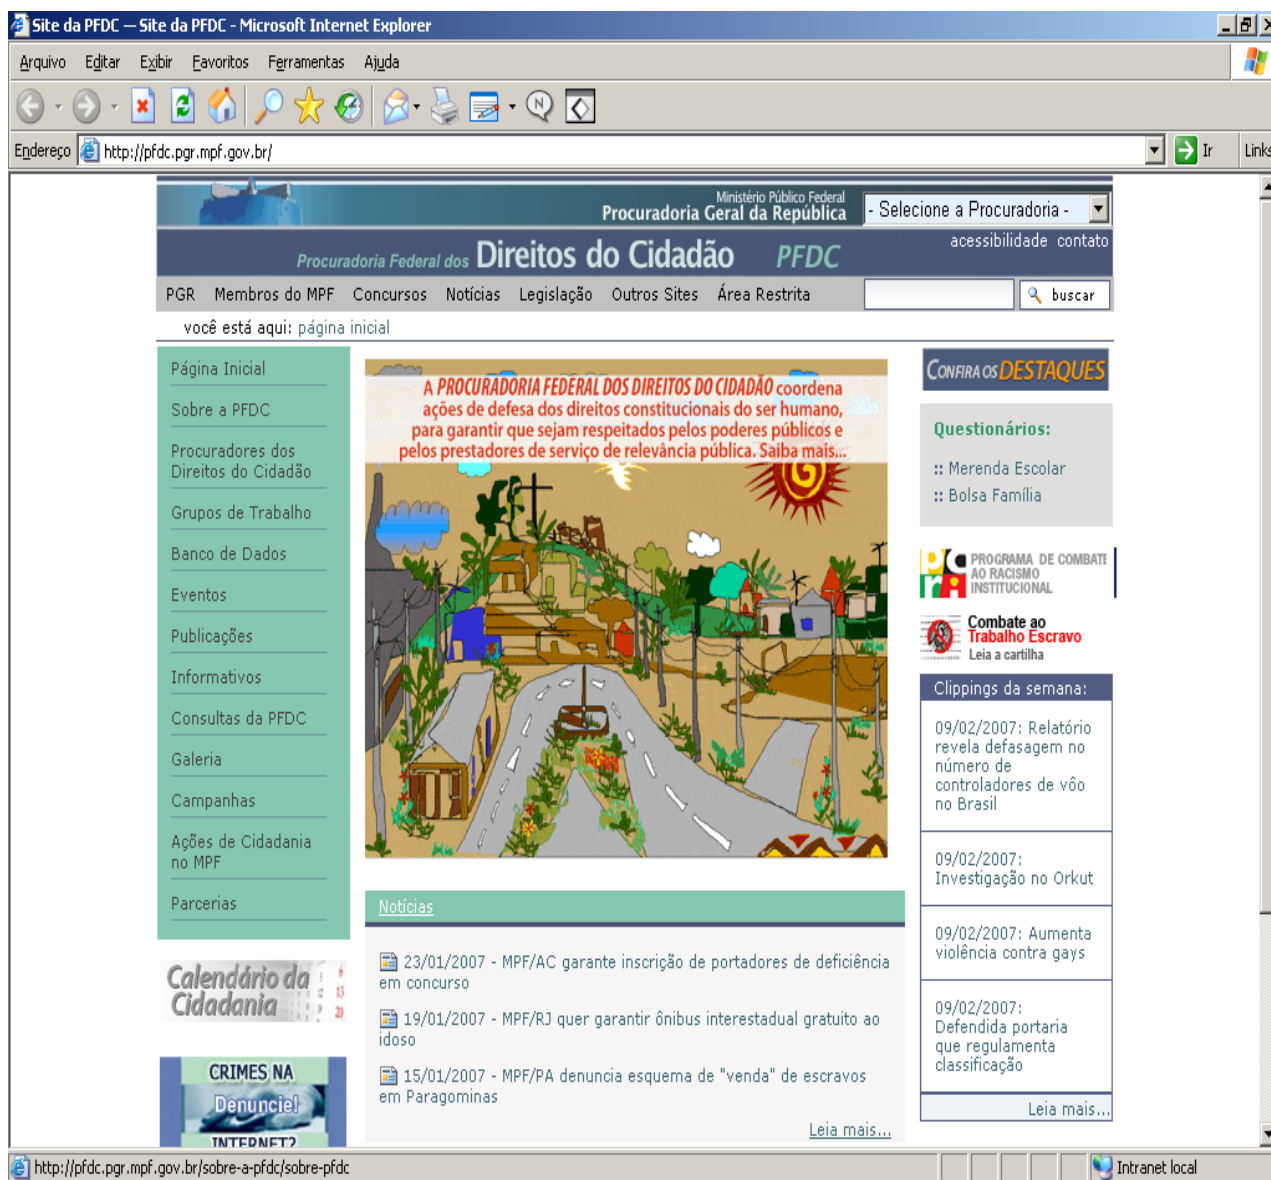 Site da PFDC — Site da PFDC - Microsoft Internet Explorer
Arquivo Editar Exibir Favoritos Ferramentas Ajuda
Endereço http://pfdc.pgr.mpf.gov.br/ Ir Links
Ministério Público Federal
Procuradoria Geral da República
- Selecione a Procuradoria -
Procuradoria Federal dos Direitos do Cidadão PFDC
acessibilidade contato
PGR Membros do MPF Concursos Notícias Legislação Outros Sites Área Restrita buscar
você está aqui: página inicial
Página Inicial
Sobre a PFDC
Procuradores dos
Direitos do Cidadão
Grupos de Trabalho
Banco de Dados
Eventos
Publicações
Informativos
Consultas da PFDC
Galeria
Campanhas
Ações de Cidadania
no MPF
Parcerias
Calendário da
Cidadania
6
13
20
CRIMES NA
Denuncie!
INTERNET?
A PROCURADORIA FEDERAL DOS DIREITOS DO CIDADÃO coordena
ações de defesa dos direitos constitucionais do ser humano,
para garantir que sejam respeitados pelos poderes públicos e
pelos prestadores de serviço de relevância pública. Saiba mais...
Notícias
23/01/2007 - MPF/AC garante inscrição de portadores de deficiência
em concurso
19/01/2007 - MPF/RJ quer garantir ônibus interestadual gratuito ao
idoso
15/01/2007 - MPF/PA denuncia esquema de "venda" de escravos
em Paragominas
Leia mais...
CONFIRA OS DESTAQUES
Questionários:
:: Merenda Escolar
:: Bolsa Família
pcri
PROGRAMA DE COMBATE
AO RACISMO
INSTITUCIONAL
Combate ao
Trabalho Escravo
Leia a cartilha
Clippings da semana:
09/02/2007: Relatório
revela defasagem no
número de
controladores de vôo
no Brasil
09/02/2007:
Investigação no Orkut
09/02/2007: Aumenta
violência contra gays
09/02/2007:
Defendida portaria
que regulamenta
classificação
Leia mais...
http://pfdc.pgr.mpf.gov.br/sobre-a-pfdc/sobre-pfdc Intranet local